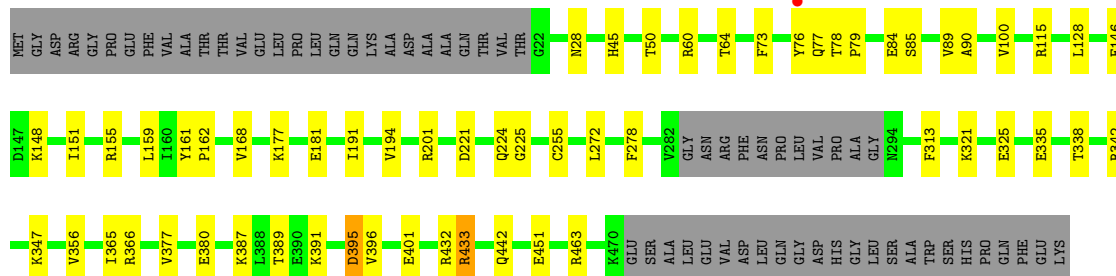 MET GLY ASP ARG GLY PRO GLU PHE VAL ALA THR THR VAL GLU LEU PRO LEU GLN GLN LYS ALA ASP ALA ALA GLN THR VAL THR G22 N28 H45 T50 R60 T64 F73 Y76 Q77 T78 P79 E84 S85 V89 A90 V100 R115 L128
D147 K148 I151 R155 L159 I160 Y161 P162 V168 K177 E181 I191 V194 R201 D221 Q224 G225 C255 L272 F278 V282 GLY ASN ARG PHE ASN PRO LEU VAL PRO ALA GLY N294 F313 K321 E325 E335 T338
K347 V356 I365 R366 V377 E380 K387 L388 T389 E390 K391 D395 V396 E401 R432 R433 Q442 E451 R463 K470 GLU SER ALA LEU GLU VAL ASP LEU GLN GLY ASP HIS GLY LEU SER ALA TRP SER HIS PRO GLN PHE GLU LYS